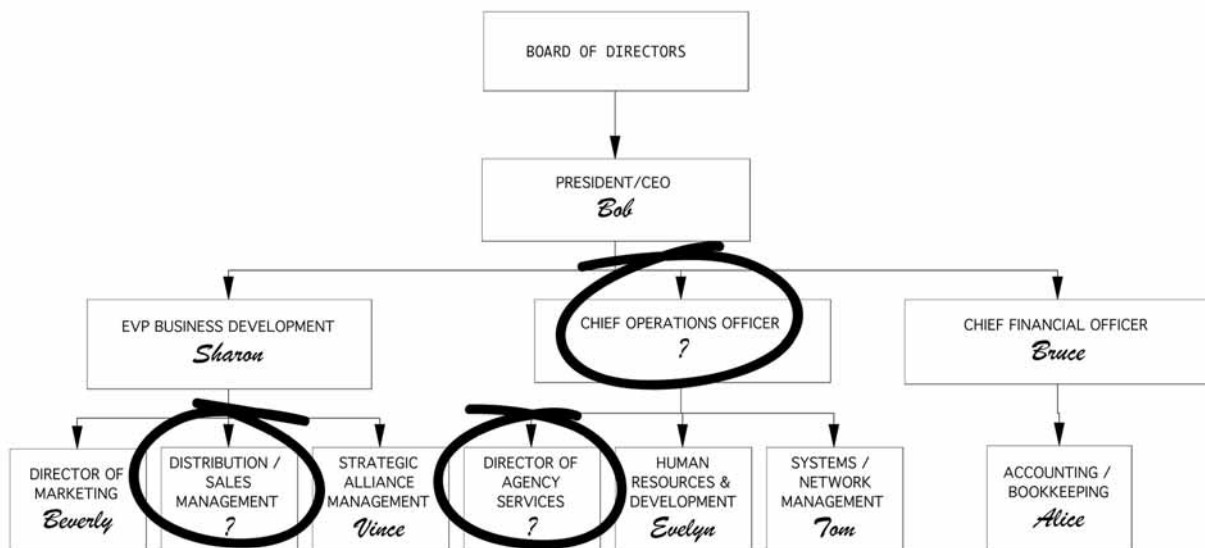 BOARD OF DIRECTORS
PRESIDENT/CEO
Bob
EVP BUSINESS DEVELOPMENT
Sharon
CHIEF OPERATIONS OFFICER
?
CHIEF FINANCIAL OFFICER
Bruce
DIRECTOR OF
MARKETING
Beverly
DISTRIBUTION /
SALES
MANAGEMENT
?
STRATEGIC
ALLIANCE
MANAGEMENT
Vince
DIRECTOR OF
AGENCY
SERVICES
?
HUMAN
RESOURCES &
DEVELOPMENT
Evelyn
SYSTEMS /
NETWORK
MANAGEMENT
Tom
ACCOUNTING /
BOOKKEEPING
Alice